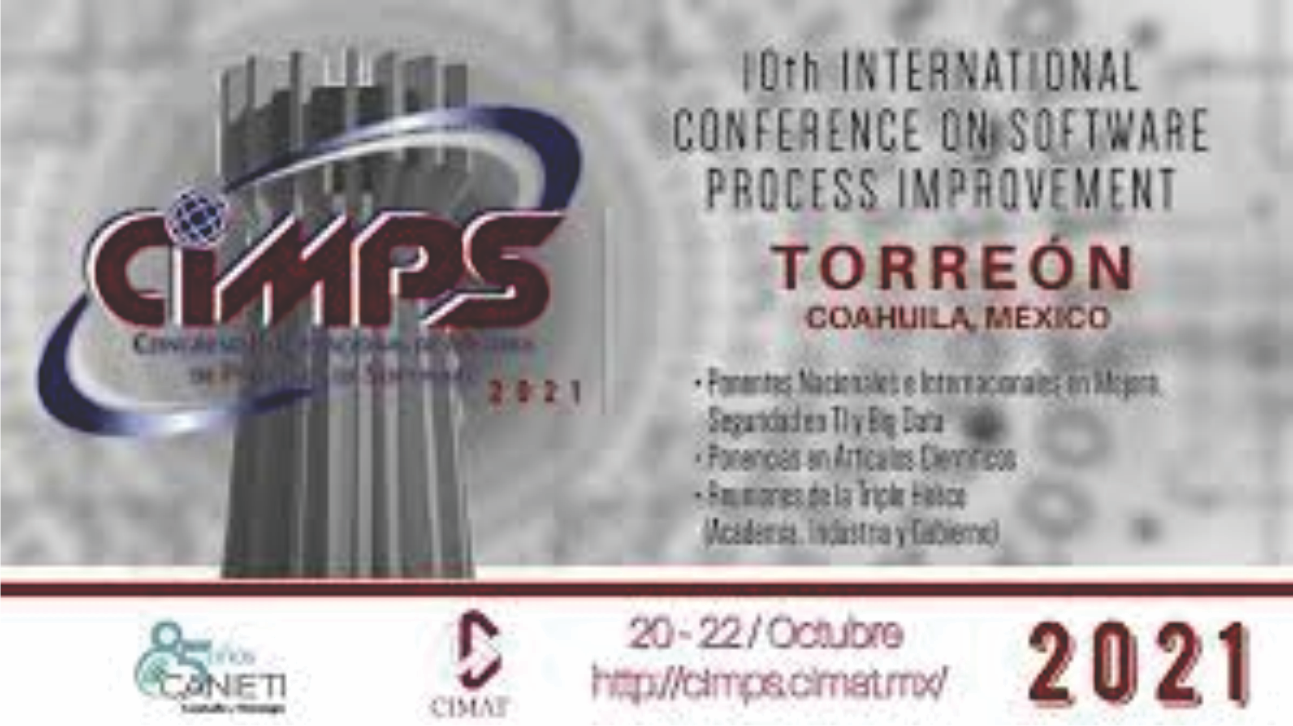 10th INTERNATIONAL
CONFERENCE ON SOFTWARE
PROCESS IMPROVEMENT
TORREÓN
COAHUILA, MEXICO
CIMPS
2021
• Ponentes Nacionales e Internacionales en Mejora,
Seguridad en TI y Big Data
• Ponencias en Artículos Científicos
• Reuniones de la Triple Hélice
(Academia, Industria y Gobierno)
85 años
CANIETI
CIMAT
20 - 22 / Octubre
http://cimps.cimat.mx/
2021